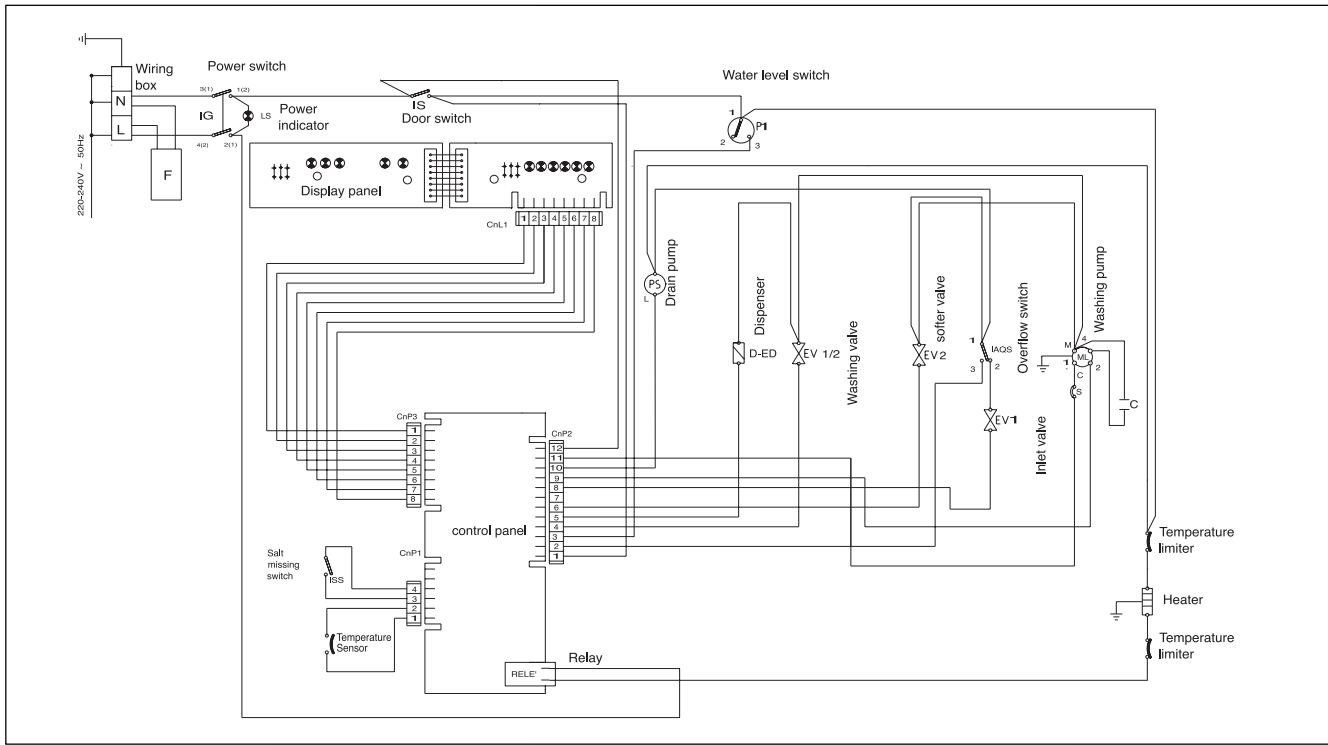 Wiring
box
Power switch
Water level switch
3(1)
1(2)
N
IG
LS
Power
indicator
IS
Door switch
1
P1
L
4(2)
2(1)
2
3
F
220-240V ~ 50Hz
Display panel
CnL1
1 2 3 4 5 6 7 8
PS
L
Drain pump
Dispenser
D-ED
EV 1/2
Washing valve
softer valve
EV2
1
IAQS
3
2
Overflow switch
Washing pump
M
4
ML
1
2
C
S
C
EV1
Inlet valve
CnP3
1
2
3
4
5
6
7
8
CnP2
12
11
10
9
8
7
6
5
4
3
2
1
control panel
Salt
missing
switch
ISS
CnP1
4
3
2
1
Temperature
Sensor
RELE'
Relay
Temperature
limiter
Heater
Temperature
limiter